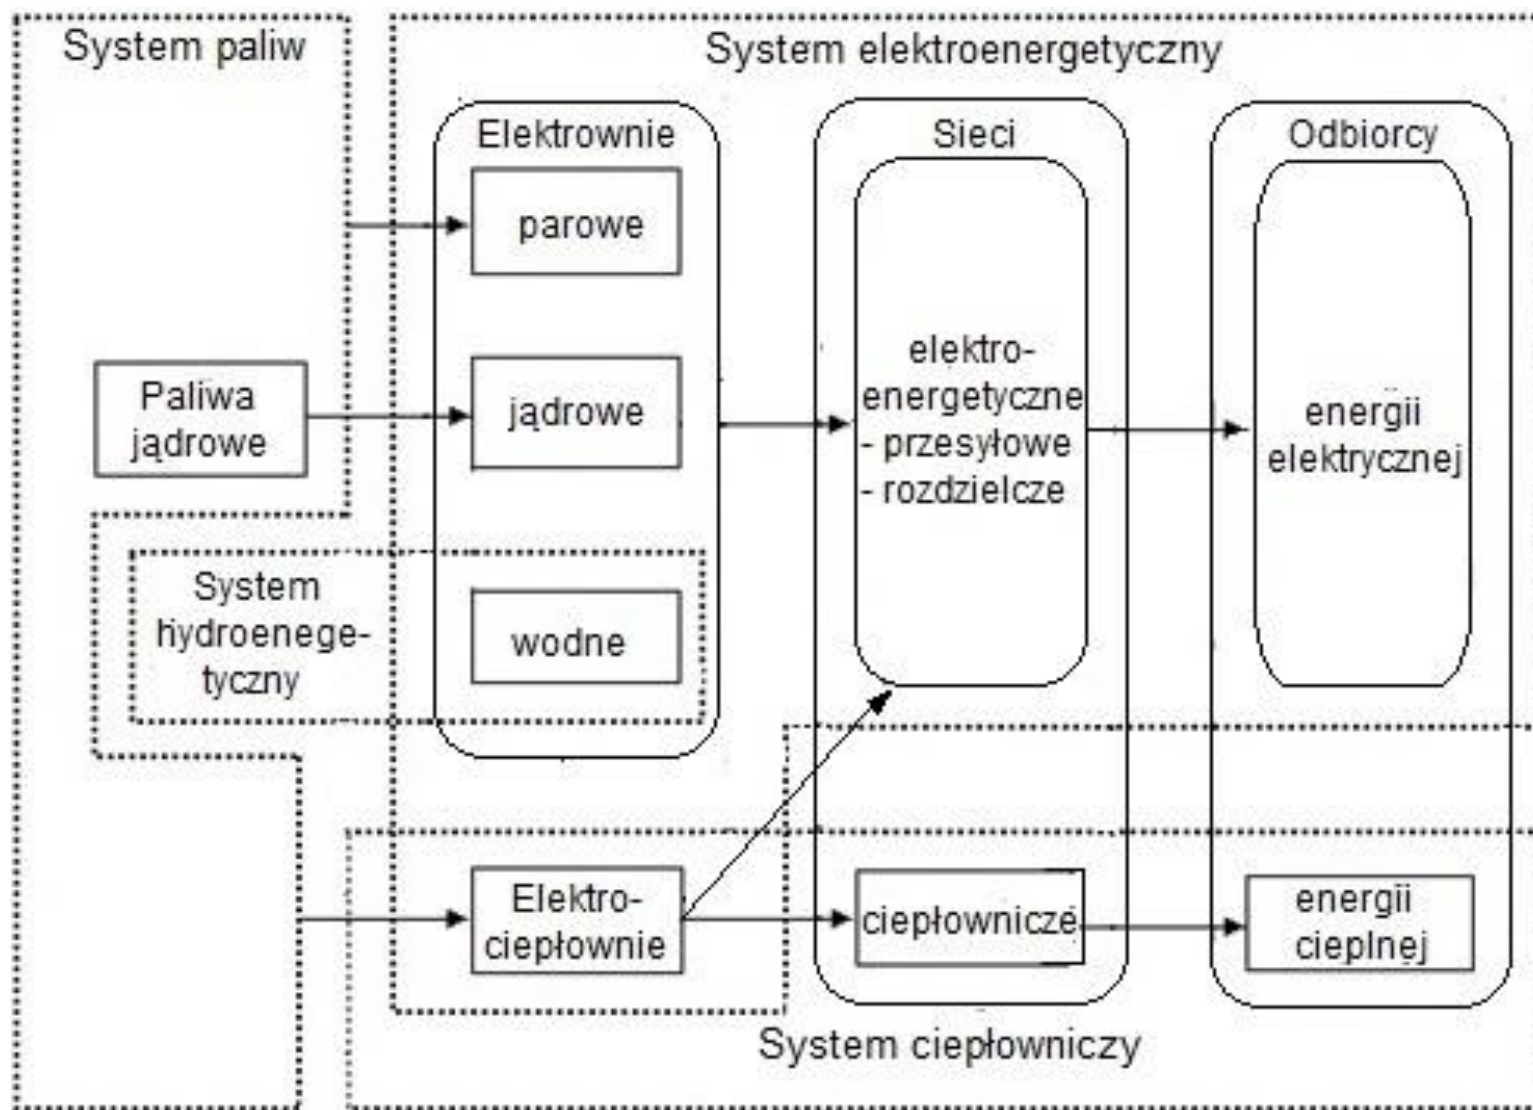 System paliw
System elektroenergetyczny
Elektrownie
Sieci
Odbiorcy
parowe
Paliwa
jądrowe
jądrowe
elektro-
energetyczne
- przesyłowe
- rozdzielcze
energii
elektrycznej
System
hydroenege-
tyczny
wodne
Elektro-
ciepłownie
ciepłownicze
energii
cieplnej
System ciepłowniczy